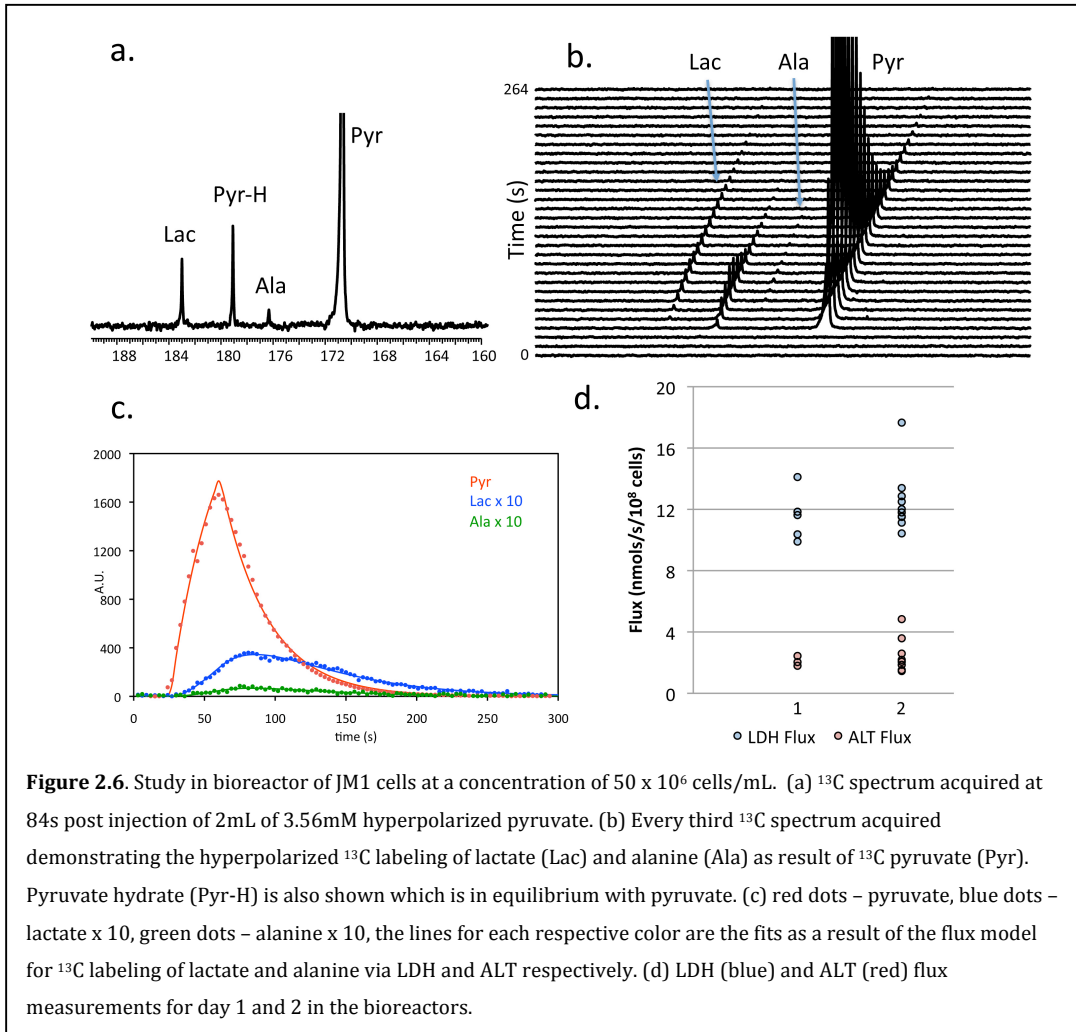 a.
Lac
Pyr-H
Ala
Pyr
188 184 180 176 172 168 164 160
b.
Lac Ala Pyr
264
Time (s)
0
c.
2000
1600
1200
A.U.
800
400
0
0 50 100 150 200 250 300
time (s)
Pyr
Lac x 10
Ala x 10
d.
20
16
12
8
4
0
Flux (nmols/s/10⁸ cells)
1 2
LDH Flux ALT Flux
Figure 2.6. Study in bioreactor of JM1 cells at a concentration of 50 x 10⁶ cells/mL. (a) ¹³C spectrum acquired at
84s post injection of 2mL of 3.56mM hyperpolarized pyruvate. (b) Every third ¹³C spectrum acquired
demonstrating the hyperpolarized ¹³C labeling of lactate (Lac) and alanine (Ala) as result of ¹³C pyruvate (Pyr).
Pyruvate hydrate (Pyr-H) is also shown which is in equilibrium with pyruvate. (c) red dots – pyruvate, blue dots –
lactate x 10, green dots – alanine x 10, the lines for each respective color are the fits as a result of the flux model
for ¹³C labeling of lactate and alanine via LDH and ALT respectively. (d) LDH (blue) and ALT (red) flux
measurements for day 1 and 2 in the bioreactors.